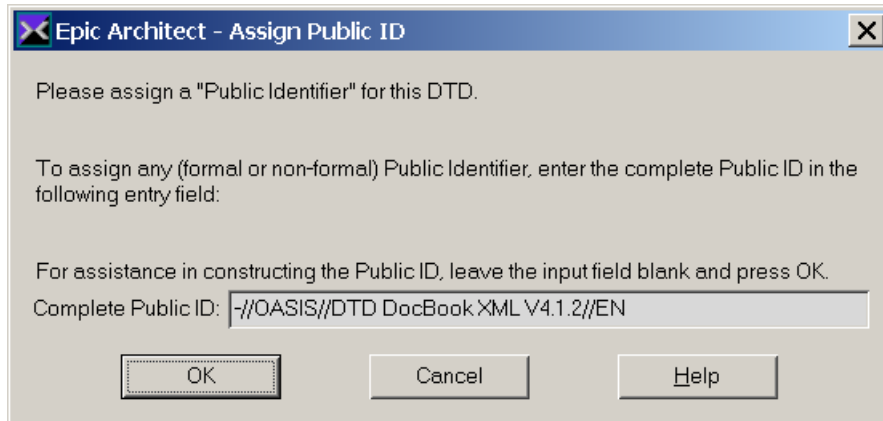 Epic Architect - Assign Public ID
Please assign a "Public Identifier" for this DTD.
To assign any (formal or non-formal) Public Identifier, enter the complete Public ID in the
following entry field:
For assistance in constructing the Public ID, leave the input field blank and press OK.
Complete Public ID: -//OASIS//DTD DocBook XML V4.1.2//EN
OK Cancel Help